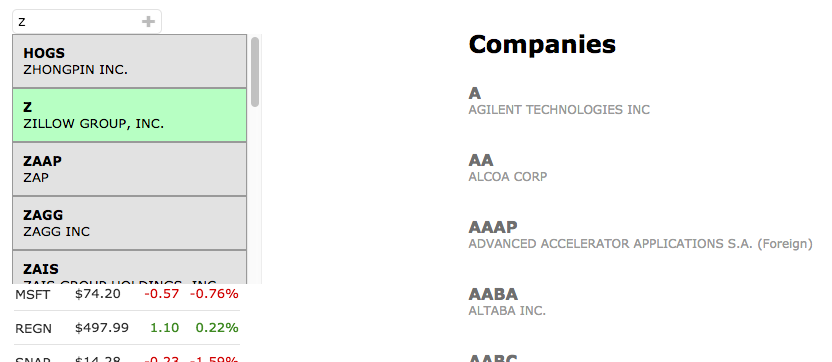 z
HOGS
ZHONGPIN INC.
Z
ZILLOW GROUP, INC.
ZAAP
ZAP
ZAGG
ZAGG INC
ZAIS
ZAIS GROUP HOLDINGS, INC.
MSFT $74.20 -0.57 -0.76%
REGN $497.99 1.10 0.22%
SNAP $14.28 -0.23 -1.59%
Companies
A
AGILENT TECHNOLOGIES INC
AA
ALCOA CORP
AAAP
ADVANCED ACCELERATOR APPLICATIONS S.A. (Foreign)
AABA
ALTABA INC.
AABC